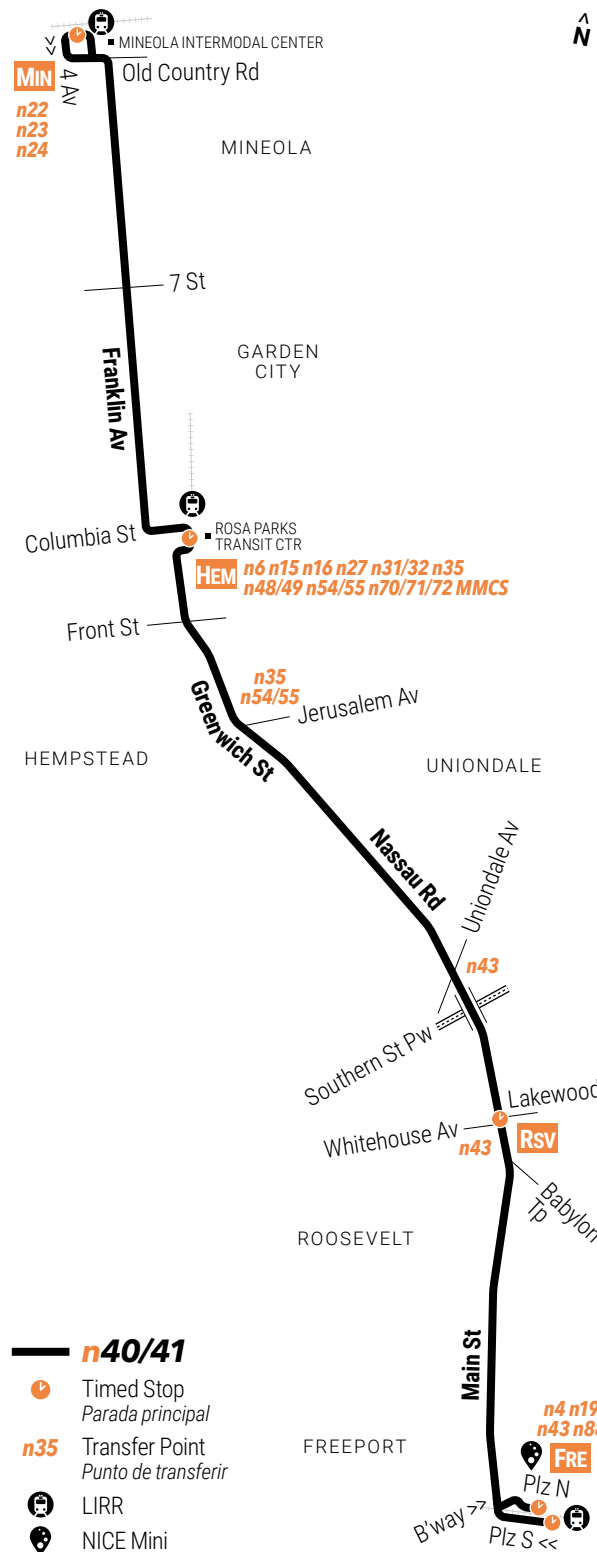 MINEOLA INTERMODAL CENTER
^
N
>>
MIN
4 Av
Old Country Rd
n22
n23
n24
MINEOLA
7 St
Franklin Av
GARDEN
CITY
Columbia St
ROSA PARKS
TRANSIT CTR
HEM
n6 n15 n16 n27 n31/32 n35
n48/49 n54/55 n70/71/72 MMCS
Front St
n35
n54/55
Jerusalem Av
Greenwich St
HEMPSTEAD
UNIONDALE
Nassau Rd
Uniondale Av
n43
Southern St Pw
Lakewood
Whitehouse Av
n43
RSV
Babylon
Tp
ROOSEVELT
Main St
n40/41
Timed Stop
Parada principal
n35
Transfer Point
Punto de transferir
LIRR
NICE Mini
FREEPORT
n4 n19
n43
FRE
Plz N
B'way >>
Plz S <<